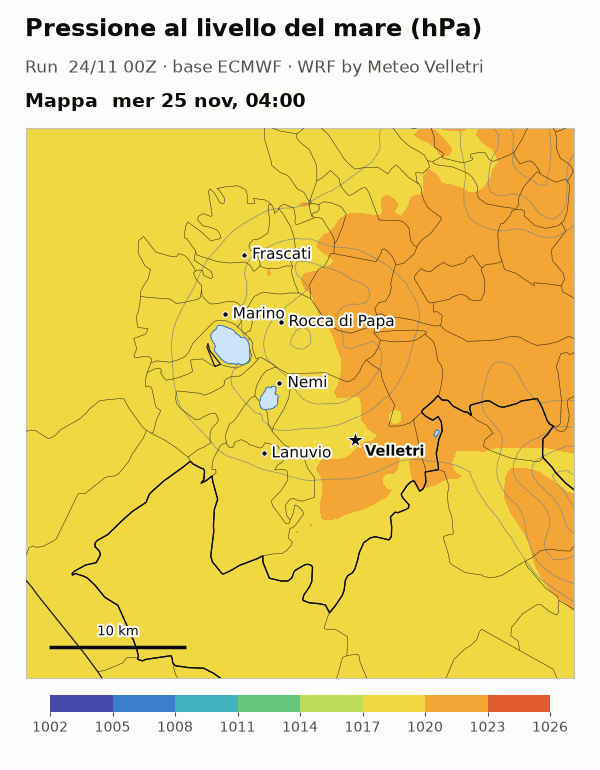 Pressione al livello del mare (hPa)
Run  24/11 00Z · base ECMWF · WRF by Meteo Velletri
Mappa  mer 25 nov, 04:00
Frascati
Marino
Rocca di Papa
Nemi
Velletri
Lanuvio
10 km
1002 1005 1008 1011 1014 1017 1020 1023 1026